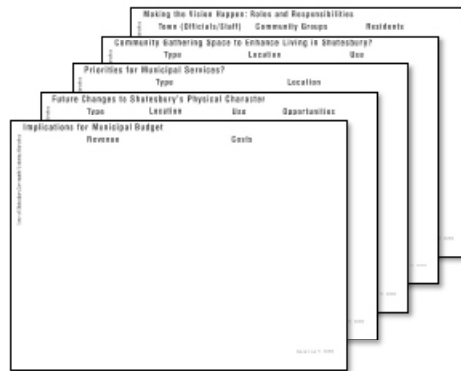 Making the Vision Happen: Roles and Responsibilities
Town (Officials/Staff) Community Groups Residents
Community Gathering Space to Enhance Living in Shutesbury?
Type Location Use
Priorities for Municipal Services?
Type Location
Future Changes to Shutesbury's Physical Character
Type Location Use Opportunities
Implications for Municipal Budget
Revenue Costs